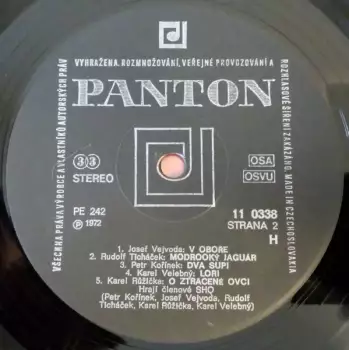 VŠECHNA PRÁVA VÝROBCE A VLASTNÍKŮ AUTORSKÝCH PRÁV
VYHRAŽENA. ROZMNOŽOVÁNÍ, VEŘEJNÉ PROVOZOVÁNÍ A
ROZHLASOVÉ ŠÍŘENÍ ZAKÁZÁNO. MADE IN CZECHOSLOVAKIA
PANTON
33
STEREO
OSA
OSVU
PE 242
℗ 1972
11 0338
STRANA 2
H
1. Josef Vejvoda: V OBOŘE
2. Rudolf Ticháček: MODROOKÝ JAGUÁR
3. Petr Kořínek: DVA SUPI
4. Karel Velebný: LORI
5. Karel Růžička: O ZTRACENÉ OVCI
Hrají členové SHQ
(Petr Kořínek, Josef Vejvoda, Rudolf
Ticháček, Karel Růžička, Karel Velebný)